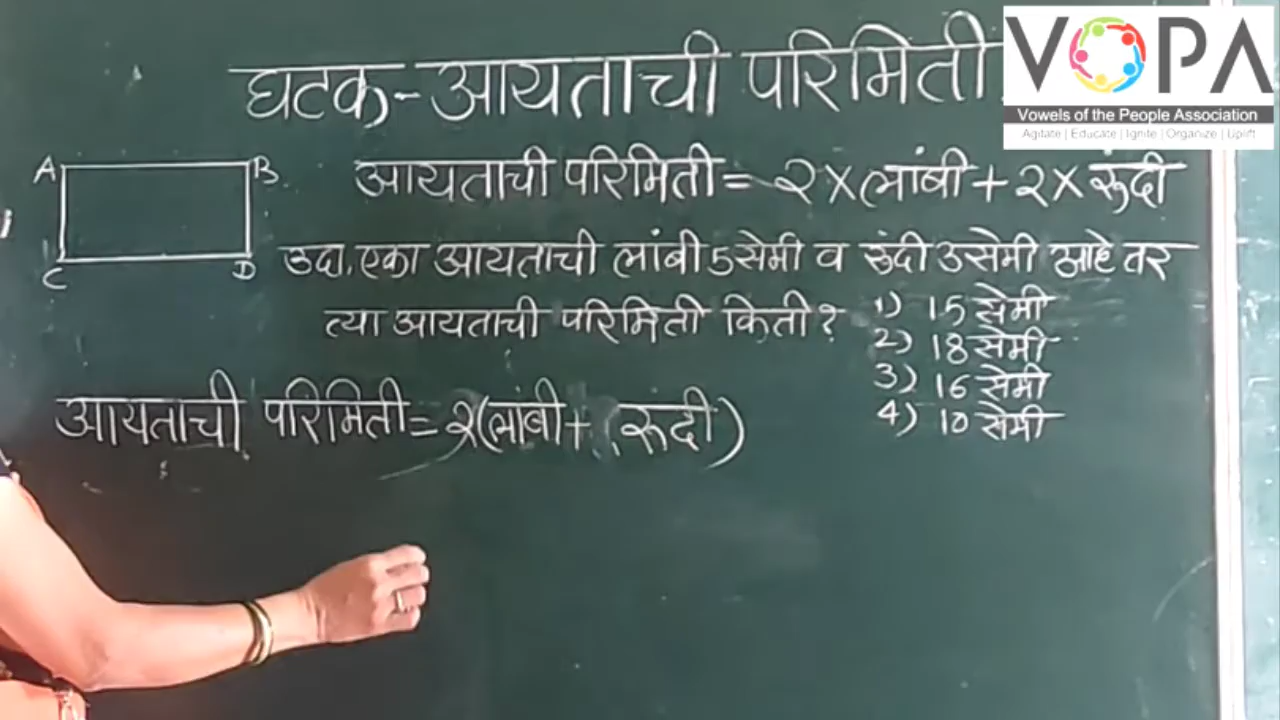 घटक-आयताची परिमिती
VOPA
Vowels of the People Association
Agitate | Educate | Ignite | Organize | Uplift
A B
C D
आयताची परिमिती = २ X लांबी + २ X रुंदी
उदा. एका आयताची लांबी 5 सेमी व रुंदी 3 सेमी आहे तर
त्या आयताची परिमिती किती?
1) 15 सेमी
2) 18 सेमी
3) 16 सेमी
4) 10 सेमी
आयताची परिमिती = २(लांबी + रुंदी)